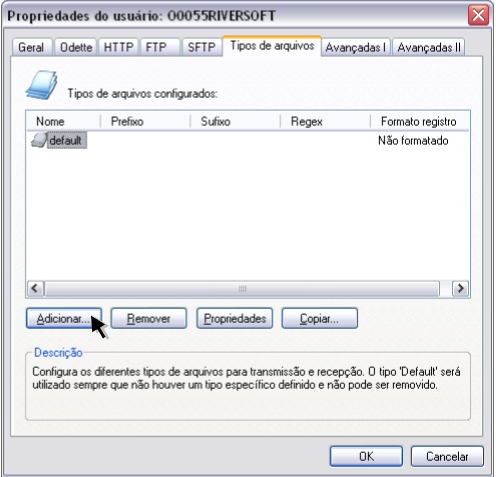 Propriedades do usuário: O0055RIVERSOFT
Geral Odette HTTP FTP SFTP Tipos de arquivos Avançadas I Avançadas II
Tipos de arquivos configurados:
Nome Prefixo Sufixo Regex Formato registro
default Não formatado
Adicionar... Remover Propriedades Copiar...
Descrição
Configura os diferentes tipos de arquivos para transmissão e recepção. O tipo 'Default' será
utilizado sempre que não houver um tipo específico definido e não pode ser removido.
OK Cancelar